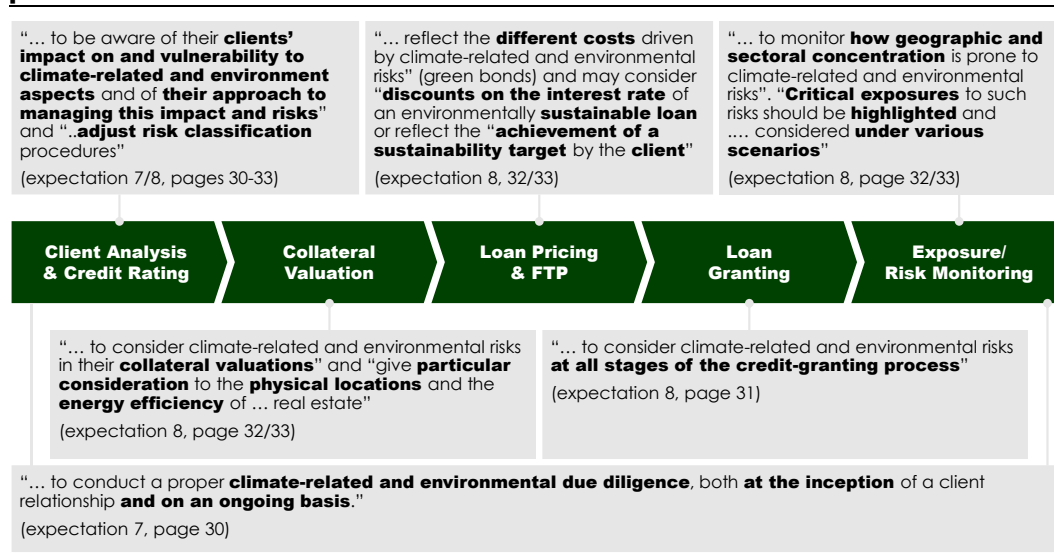 “… to be aware of their clients’
impact on and vulnerability to
climate-related and environment
aspects and of their approach to
managing this impact and risks”
and “..adjust risk classification
procedures”
(expectation 7/8, pages 30-33)
“… reflect the different costs driven
by climate-related and environmental
risks” (green bonds) and may consider
“discounts on the interest rate of
an environmentally sustainable loan
or reflect the “achievement of a
sustainability target by the client”
(expectation 8, 32/33)
“… to monitor how geographic and
sectoral concentration is prone to
climate-related and environmental
risks”. “Critical exposures to such
risks should be highlighted and
.… considered under various
scenarios”
(expectation 8, page 32/33)
Client Analysis
& Credit Rating
Collateral
Valuation
Loan Pricing
& FTP
Loan
Granting
Exposure/
Risk Monitoring
“… to consider climate-related and environmental risks
in their collateral valuations” and “give particular
consideration to the physical locations and the
energy efficiency of … real estate”
(expectation 8, page 32/33)
“… to consider climate-related and environmental risks
at all stages of the credit-granting process”
(expectation 8, page 31)
“… to conduct a proper climate-related and environmental due diligence, both at the inception of a client
relationship and on an ongoing basis.”
(expectation 7, page 30)